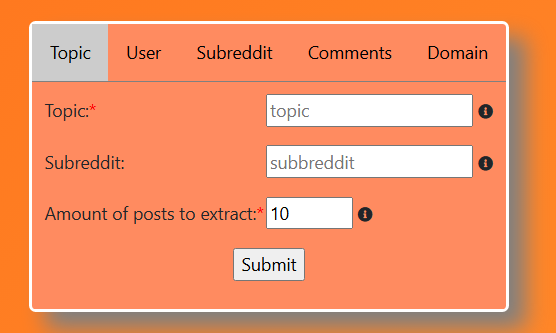 Topic User Subreddit Comments Domain
Topic:* topic
Subreddit: subbreddit
Amount of posts to extract:* 10
Submit